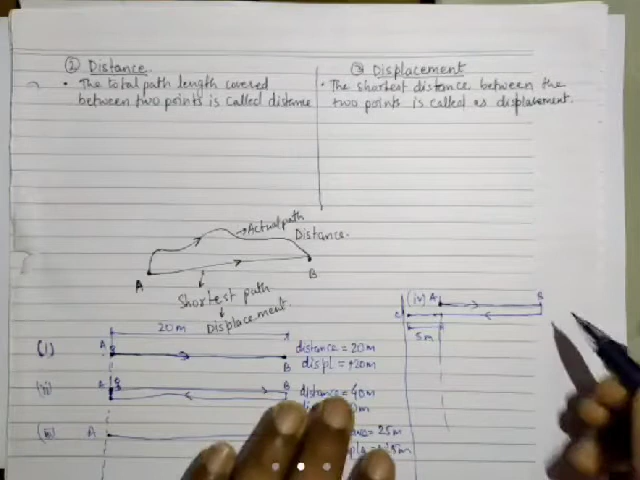 ② Distance.
• The total path length covered
between two points is called distance
③ Displacement
• The shortest distance between the
two points is called as displacement.
Actual path
Distance.
A
B
Shortest path
Displacement.
20 m
(i) A B distance = 20m
displ = +20m
(ii) B distance = 40m
(iii) A = 25m
(iv) A B
C
5m